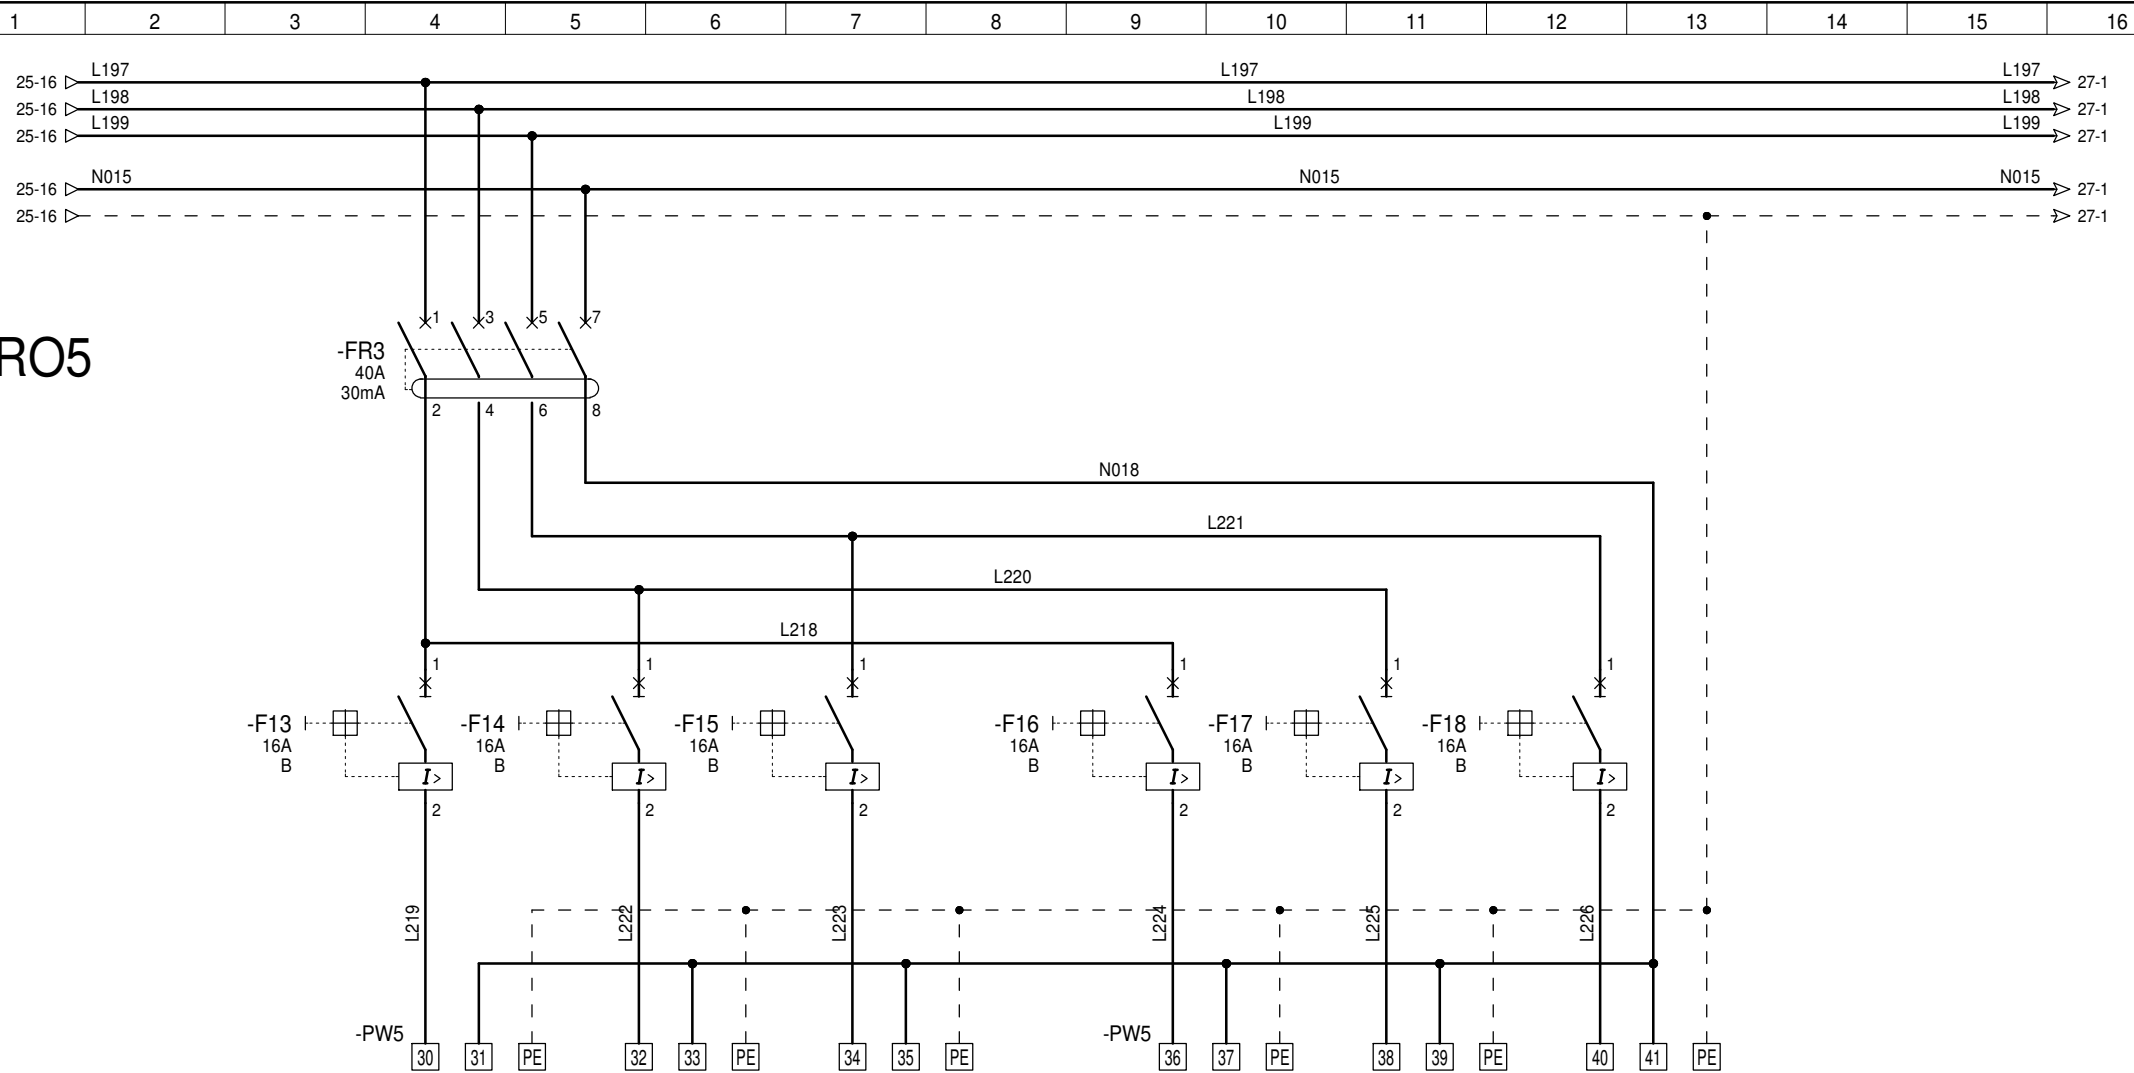 1 2 3 4 5 6 7 8 9 10 11 12 13 14 15 16
L197 L197 L197
25-16 27-1
L198 L198 L198
25-16 27-1
L199 L199 L199
25-16 27-1
N015 N015 N015
25-16 27-1
25-16 27-1
1 3 5 7
RO5
-FR3
40A
30mA
2 4 6 8
N018
L221
L220
L218
1 1 1 1 1 1
-F13 -F14 -F15 -F16 -F17 -F18
16A 16A 16A 16A 16A 16A
B B B B B B
I> I> I> I> I> I>
2 2 2 2 2 2
L219 L222 L223 L224 L225 L226
-PW5 -PW5
30 31 PE 32 33 PE 34 35 PE 36 37 PE 38 39 PE 40 41 PE